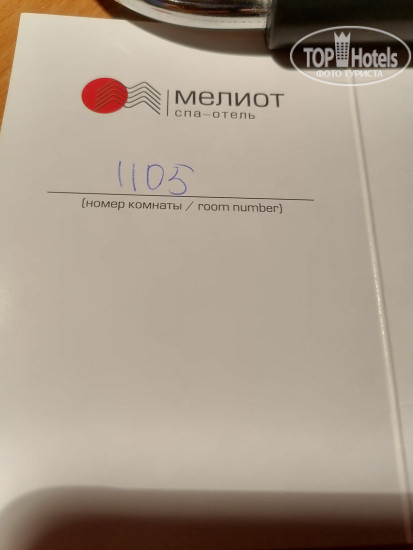 TOP Hotels
ФОТО ТУРИСТА
мелиот
спа-отель
1105
(номер комнаты / room number)